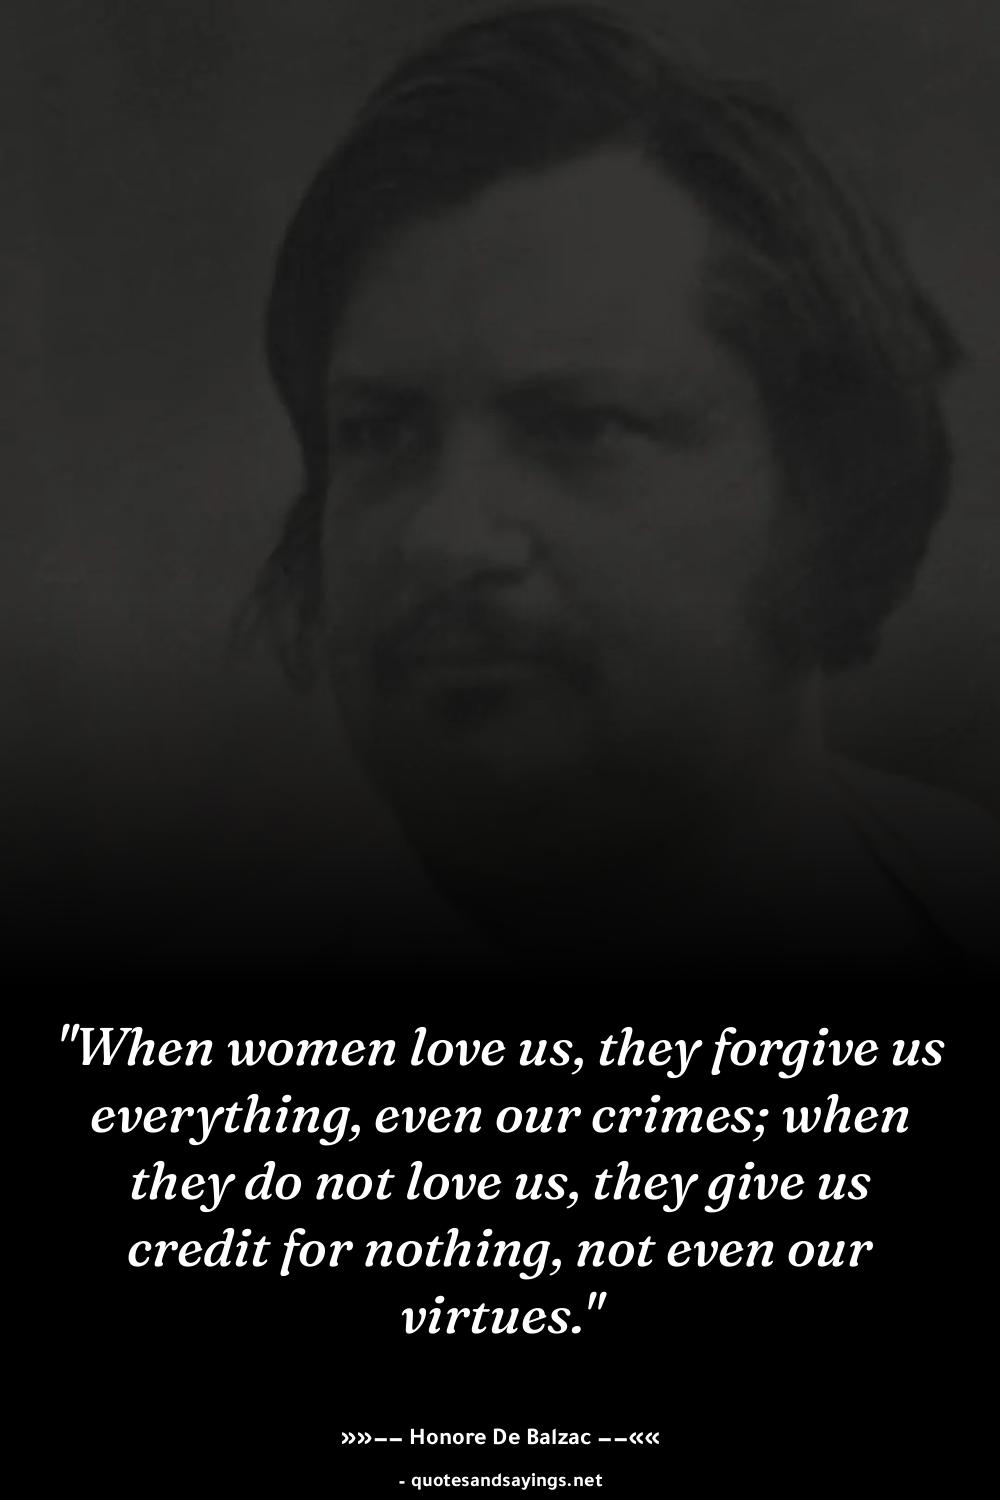 "When women love us, they forgive us
everything, even our crimes; when
they do not love us, they give us
credit for nothing, not even our
virtues."
»»−− Honore De Balzac −−««
- quotesandsayings.net